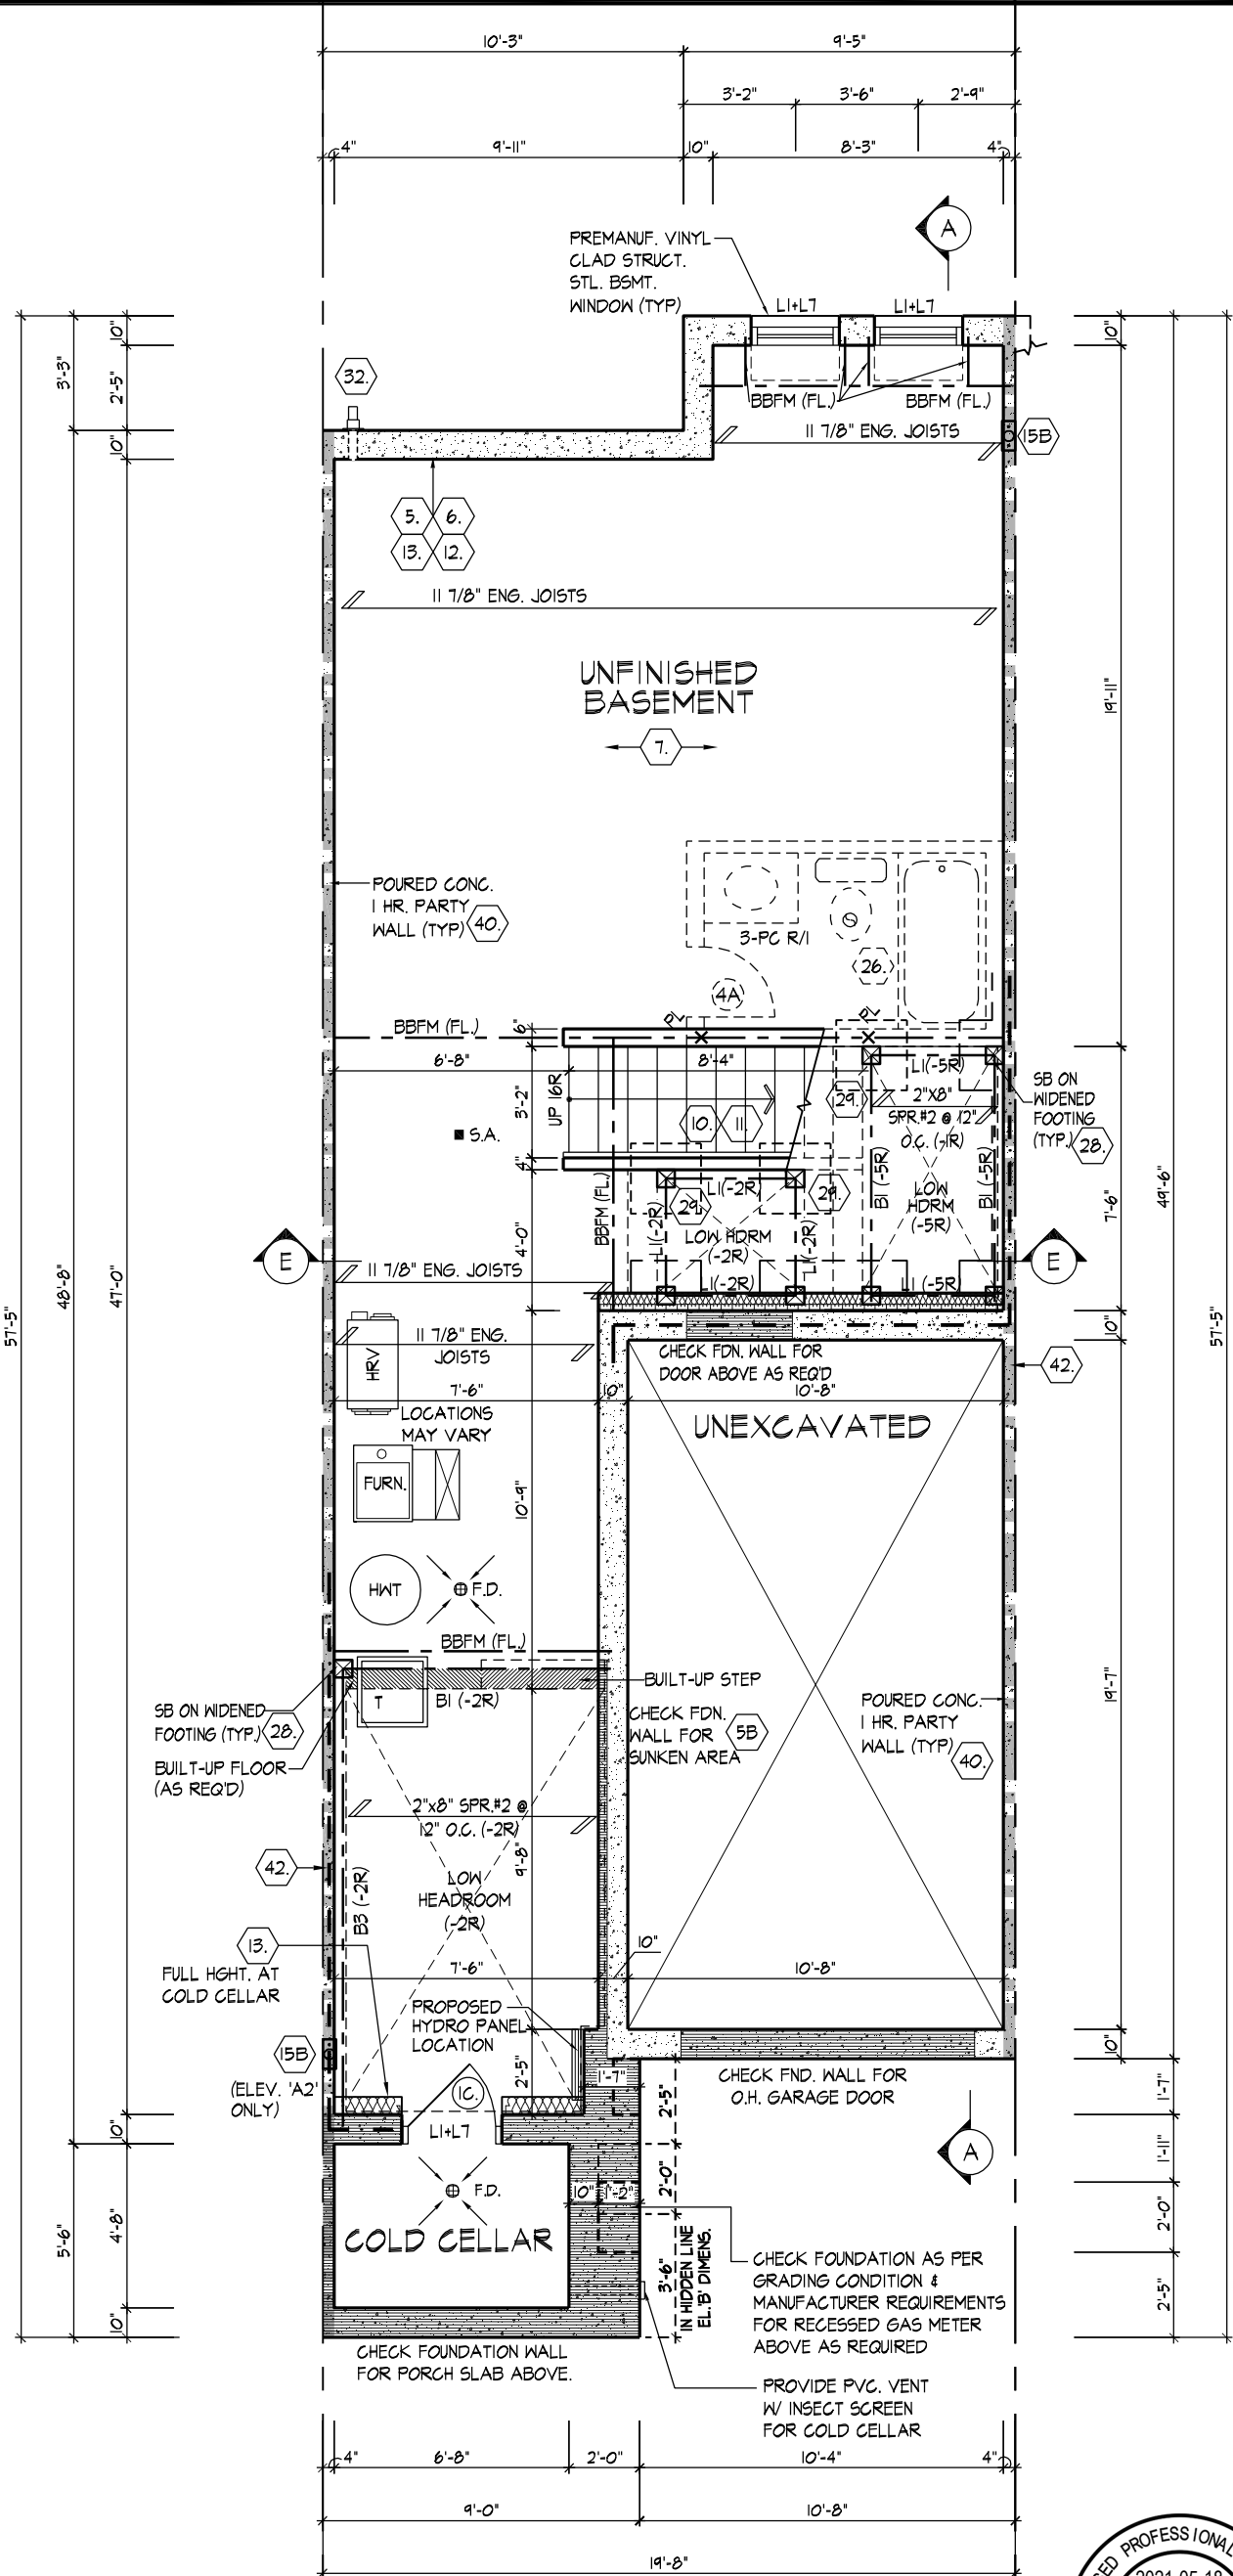 10'-3"
9'-5"
3'-2"
3'-6"
2'-9"
4"
9'-11"
10"
8'-3"
4"
A
PREMANUF. VINYL
CLAD STRUCT.
STL. BSMT.
WINDOW (TYP)
L1+L7
L1+L7
10"
3'-3"
2'-5"
10"
10"
32.
BBFM (FL.)
BBFM (FL.)
11 7/8" ENG. JOISTS
15B
5.
6.
13.
12.
11 7/8" ENG. JOISTS
UNFINISHED
BASEMENT
7.
19'-11"
POURED CONC.
1 HR. PARTY
WALL (TYP)
40.
3-PC R/I
26.
4A
PL
PL
BBFM (FL.)
6"
6'-8"
8'-4"
L1(-5R)
SB ON
WIDENED
FOOTING
(TYP.)
28.
UP 16R
3'-2"
29.
2"X8"
SPR.#2 @ 12"
O.C. (-1R)
10.
11.
S.A.
4"
B1 (-5R)
B1 (-5R)
LOW
HDRM
(-5R)
BBFM (FL.)
L1(-2R)
29.
29.
L1(-2R)
LOW HDRM
(-2R)
L1(-2R)
4'-0"
7'-6"
49'-6"
E
E
11 7/8" ENG. JOISTS
L1(-2R)
L1 (-5R)
57'-5"
48'-8"
47'-0"
57'-5"
10"
11 7/8" ENG.
JOISTS
HRV
CHECK FDN. WALL FOR
DOOR ABOVE AS REQ'D
42.
7'-6"
10"
10'-8"
LOCATIONS
MAY VARY
UNEXCAVATED
FURN.
10'-9"
HWT
F.D.
BBFM (FL.)
T
B1 (-2R)
BUILT-UP STEP
SB ON WIDENED
FOOTING (TYP.)
28.
CHECK FDN.
WALL FOR
SUNKEN AREA
5B
POURED CONC.
1 HR. PARTY
WALL (TYP)
40.
19'-7"
BUILT-UP FLOOR
(AS REQ'D)
2"x8" SPR.#2 @
12" O.C. (-2R)
9'-8"
42.
LOW
HEADROOM
(-2R)
B3 (-2R)
13.
FULL HGHT. AT
COLD CELLAR
10"
7'-6"
10'-8"
PROPOSED
HYDRO PANEL
LOCATION
15B
(ELEV. 'A2'
ONLY)
2'-5"
1'-7"
CHECK FND. WALL FOR
O.H. GARAGE DOOR
10"
1C.
L1+L7
2'-5"
1'-7"
10"
1'-11"
A
F.D.
10"
1'-2"
2'-0"
2'-0"
COLD CELLAR
5'-6"
4'-8"
3'-6"
IN HIDDEN LINE
EL.'B' DIMENS.
2'-5"
10"
CHECK FOUNDATION AS PER
GRADING CONDITION &
MANUFACTURER REQUIREMENTS
FOR RECESSED GAS METER
ABOVE AS REQUIRED
CHECK FOUNDATION WALL
FOR PORCH SLAB ABOVE.
PROVIDE PVC. VENT
W/ INSECT SCREEN
FOR COLD CELLAR
4"
6'-8"
2'-0"
10'-4"
4"
9'-0"
10'-8"
19'-8"
PROFESSIONAL